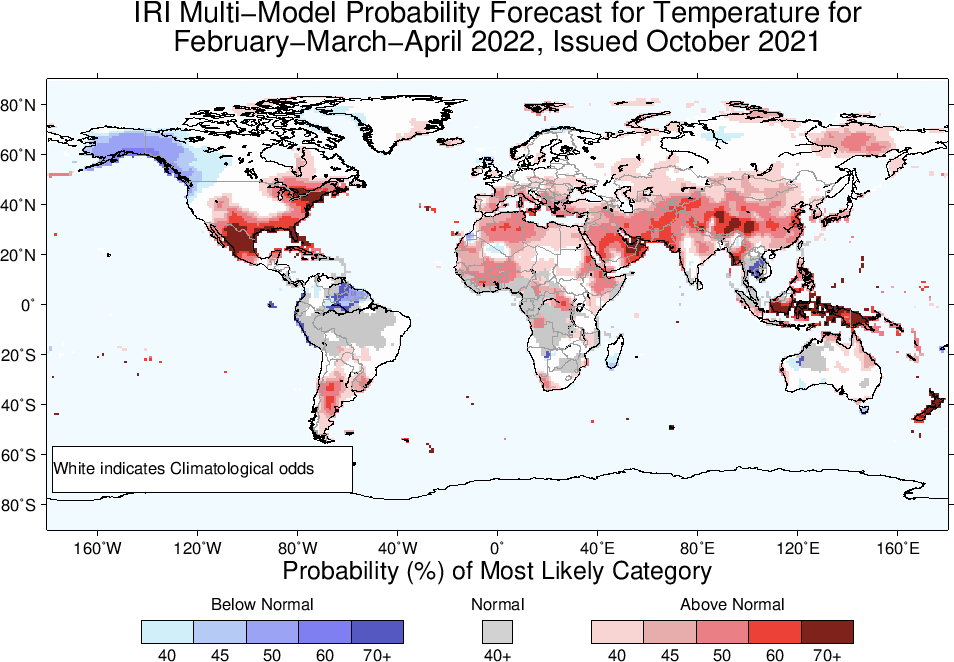 IRI Multi−Model Probability Forecast for Temperature for
February−March−April 2022, Issued October 2021
80˚N
60˚N
40˚N
20˚N
0˚
20˚S
40˚S
60˚S
80˚S
White indicates Climatological odds
160˚W 120˚W 80˚W 40˚W 0˚ 40˚E 80˚E 120˚E 160˚E
Probability (%) of Most Likely Category
Below Normal Normal Above Normal
40 45 50 60 70+ 40+ 40 45 50 60 70+